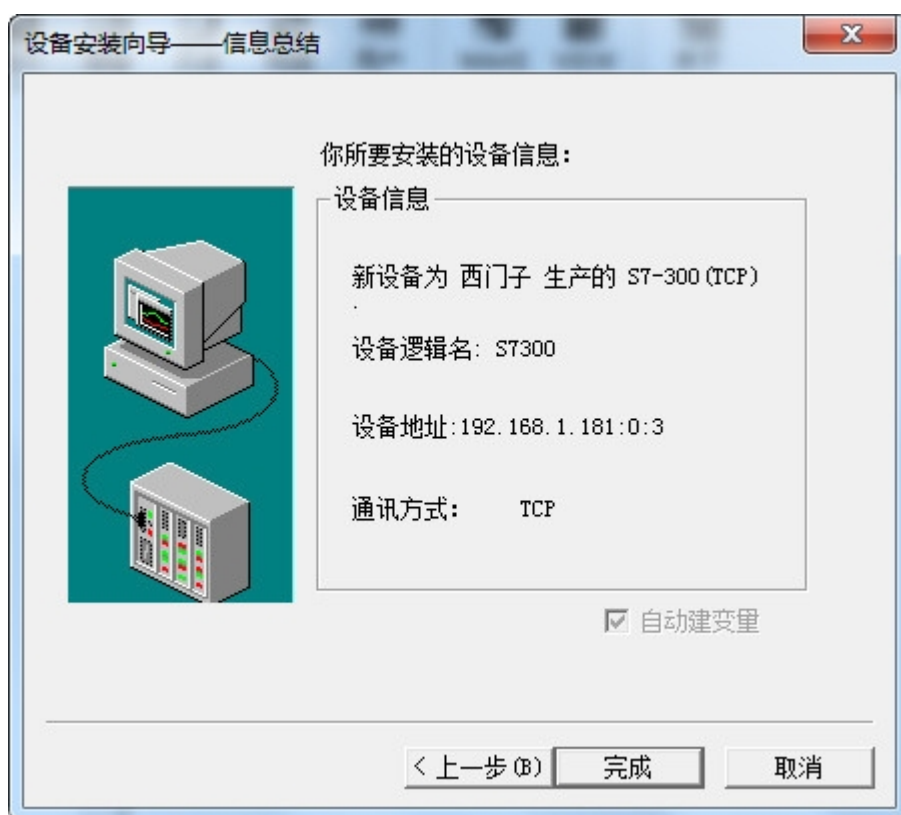 设备安装向导——信息总结
你所要安装的设备信息：
设备信息
新设备为 西门子 生产的 S7-300(TCP)
.
设备逻辑名: S7300
设备地址:192.168.1.181:0:3
通讯方式： TCP
自动建变量
< 上一步(B) 完成 取消